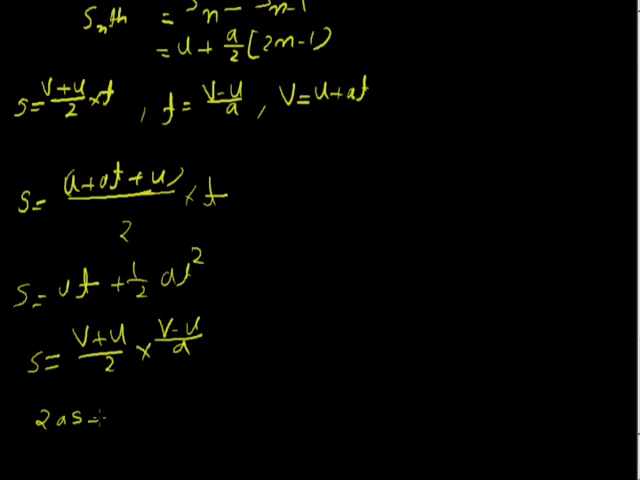 Sₙth = Sₙ − Sₙ₋₁
= u + a/2 (2n−1)
S = (V+u)/2 × t , t = (V−u)/a , V = u + at
S = (u + at + u)/2 × t
S = ut + 1/2 at²
S = (V+u)/2 × (V−u)/a
2as -